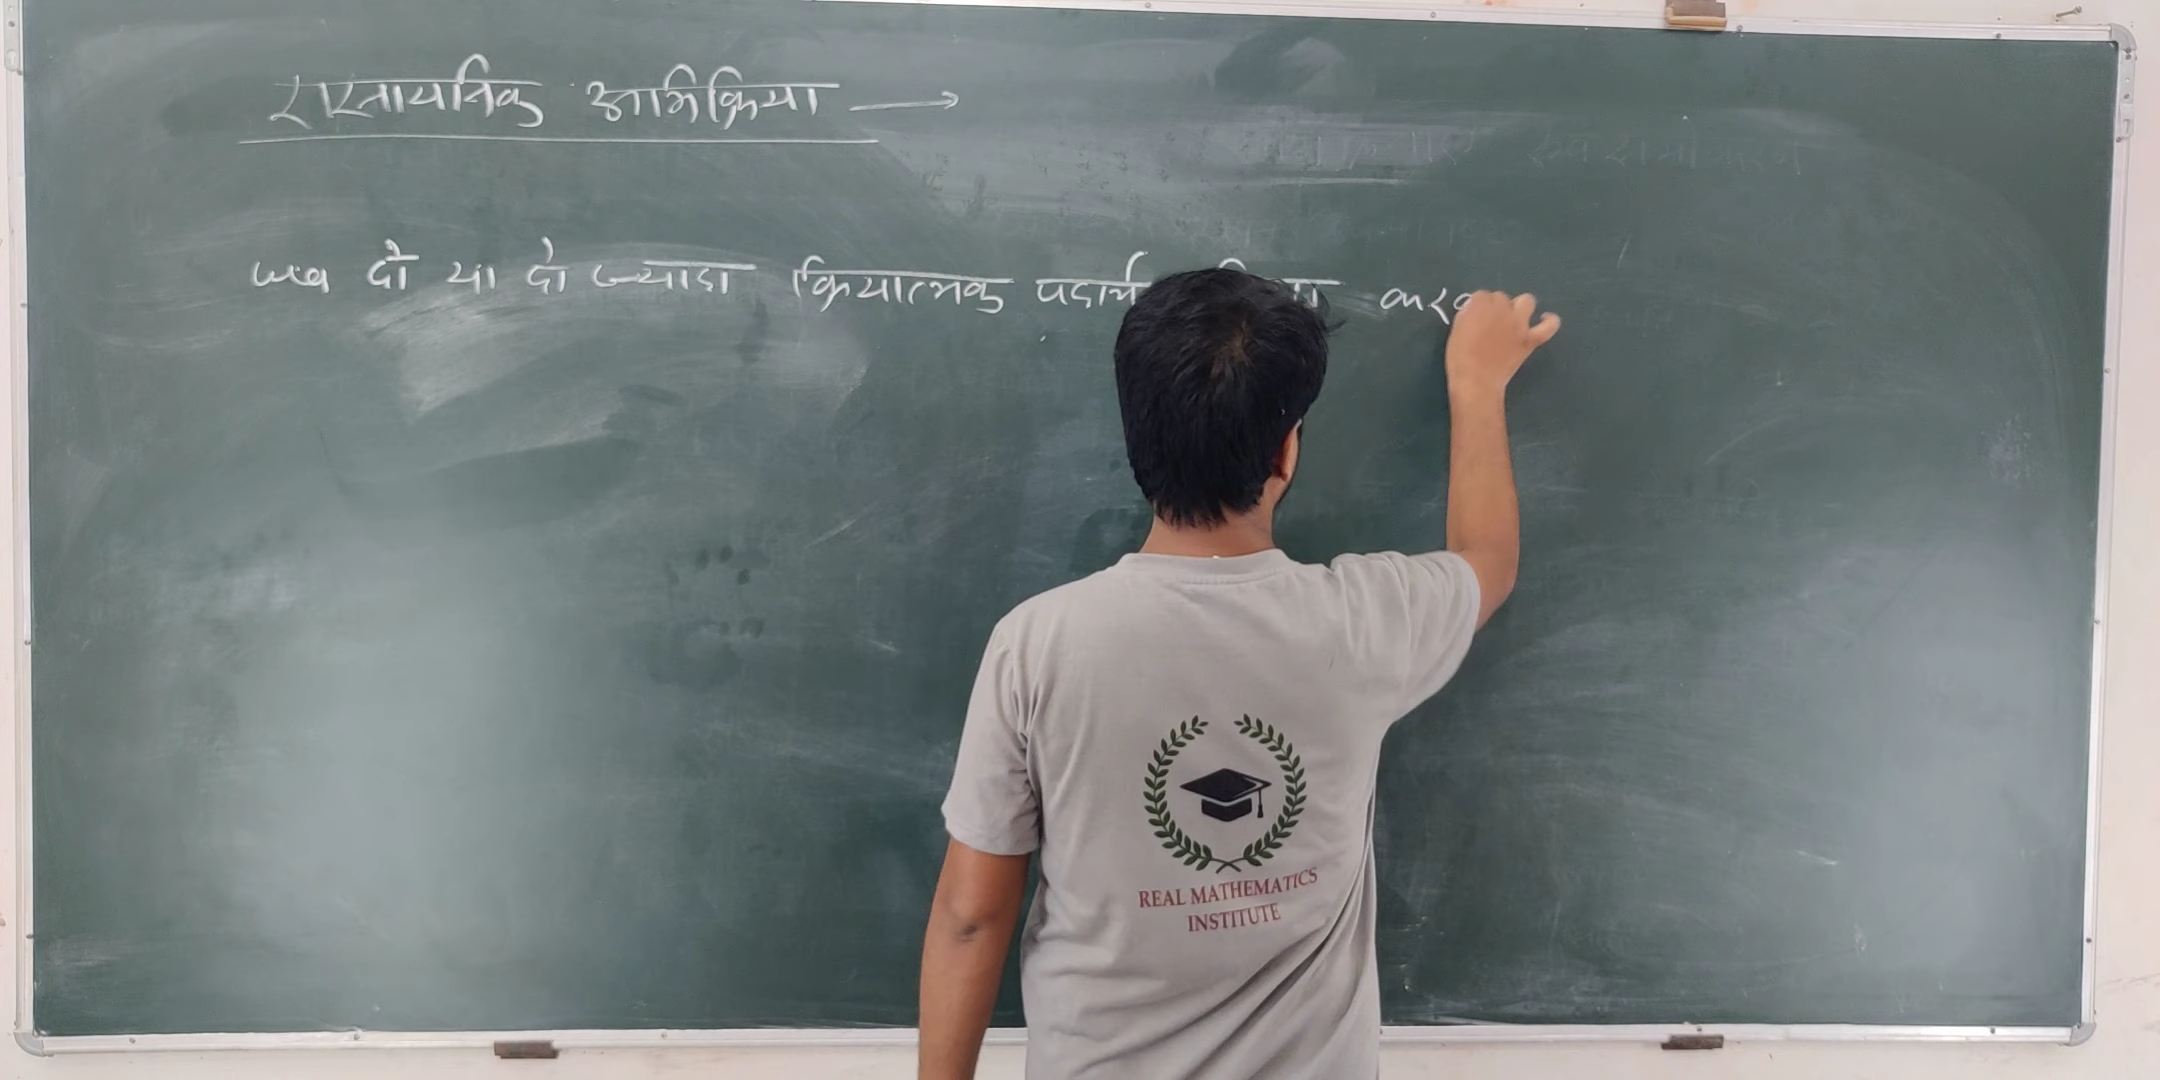 रासायनिक अभिक्रिया →
जब दो या दो ज्यादा क्रियात्मक पदार्थ
REAL MATHEMATICS
INSTITUTE